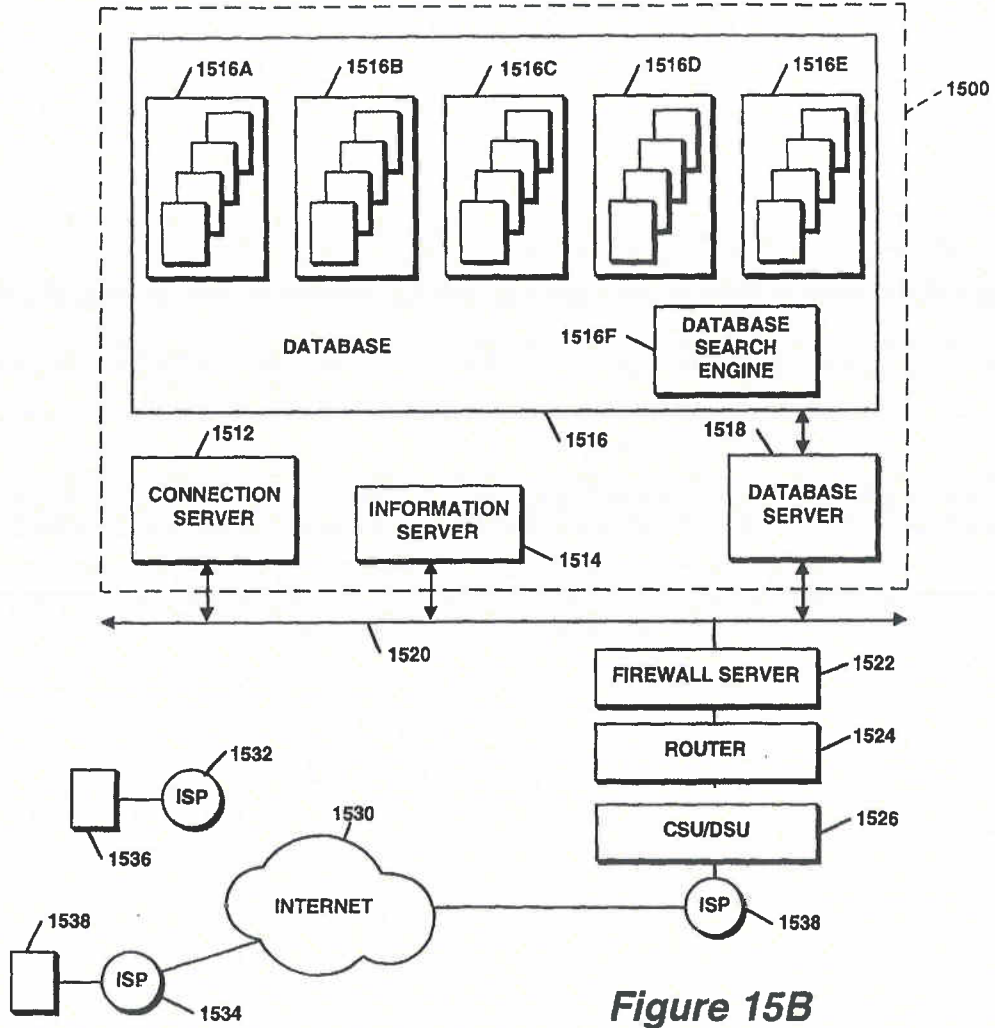 1516A
1516B
1516C
1516D
1516E
1500
DATABASE
1516F
DATABASE
SEARCH
ENGINE
1516
1512
1518
CONNECTION
SERVER
INFORMATION
SERVER
1514
DATABASE
SERVER
1520
FIREWALL SERVER
1522
ROUTER
1524
CSU/DSU
1526
1532
ISP
1536
1530
INTERNET
ISP
1538
1538
ISP
1534
Figure 15B